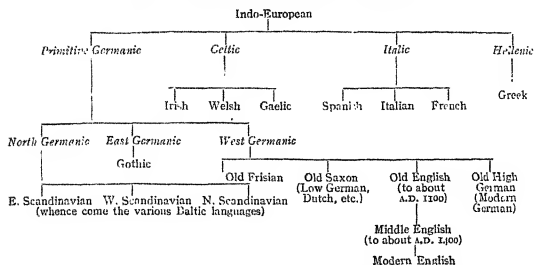 Indo-European
Primitive Germanic Celtic Italic Hellenic
Irish Welsh Gaelic Spanish Italian French Greek
North Germanic East Germanic West Germanic
Gothic
Old Frisian Old Saxon (Low German, Dutch, etc.) Old English (to about A.D. 1100) Old High German (Modern German)
E. Scandinavian W. Scandinavian N. Scandinavian
(whence come the various Baltic languages)
Middle English
(to about A.D. 1400)
Modern English